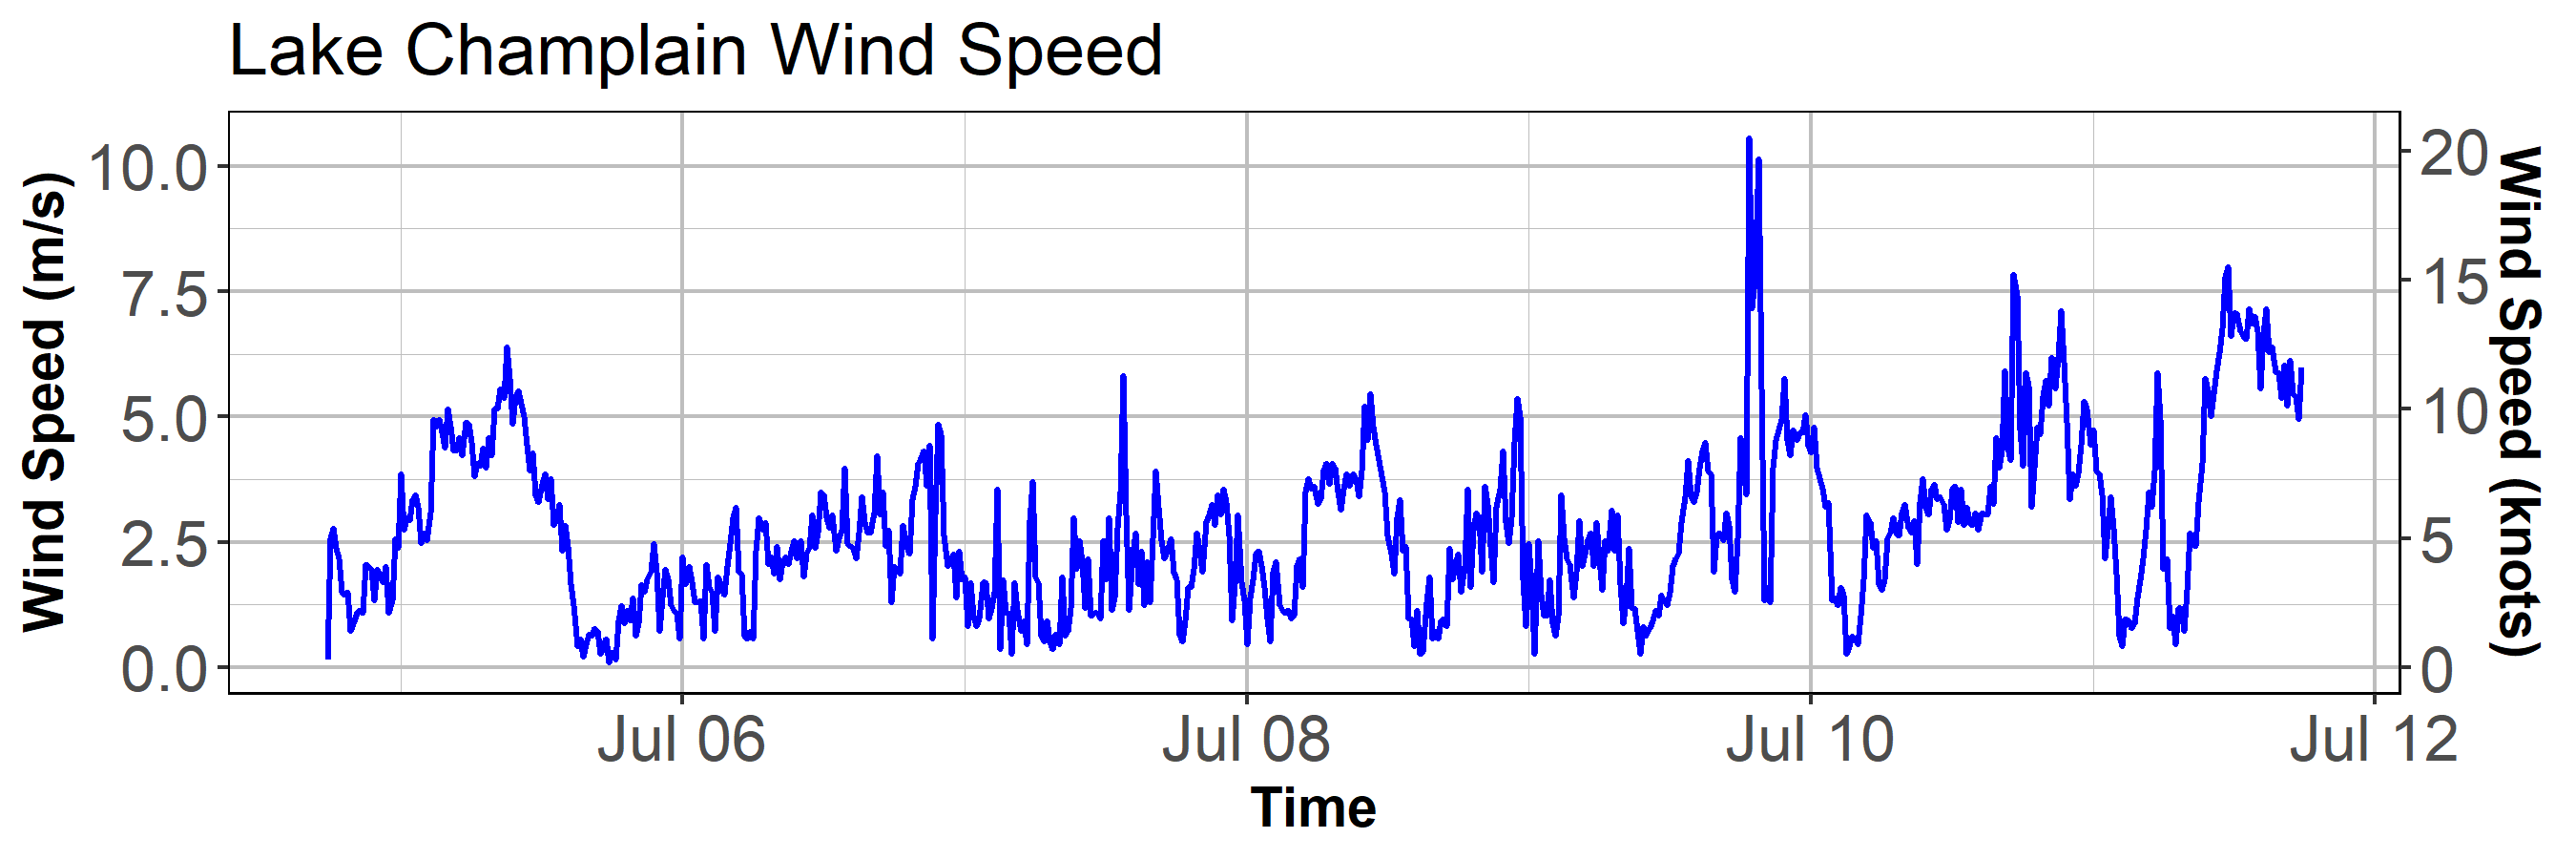 Lake Champlain Wind Speed
Wind Speed (m/s)
10.0
7.5
5.0
2.5
0.0
20
15
10
5
0
Wind Speed (knots)
Jul 06
Jul 08
Jul 10
Jul 12
Time